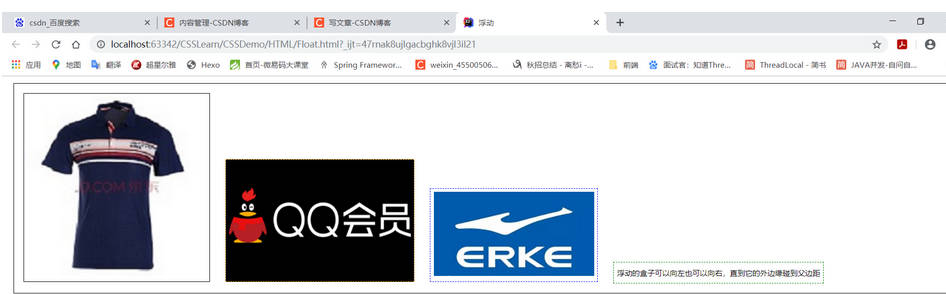 csdn_百度搜索
内容管理-CSDN博客
写文章-CSDN博客
浮动
localhost:63342/CSSLearn/CSSDemo/HTML/Float.html?_ijt=47rnak8ujlgacbghk8vjl3il21
应用
地图
翻译
超星尔雅
Hexo
首页-微易码大课堂
Spring Framewor...
weixin_45500506...
秋招总结 - 离愁i -...
前端
面试官：知道Thre...
ThreadLocal - 简书
JAVA并发-自问自...
JD.COM 京东
QQ会员
ERKE
浮动的盒子可以向左也可以向右，直到它的外边缘碰到父边距